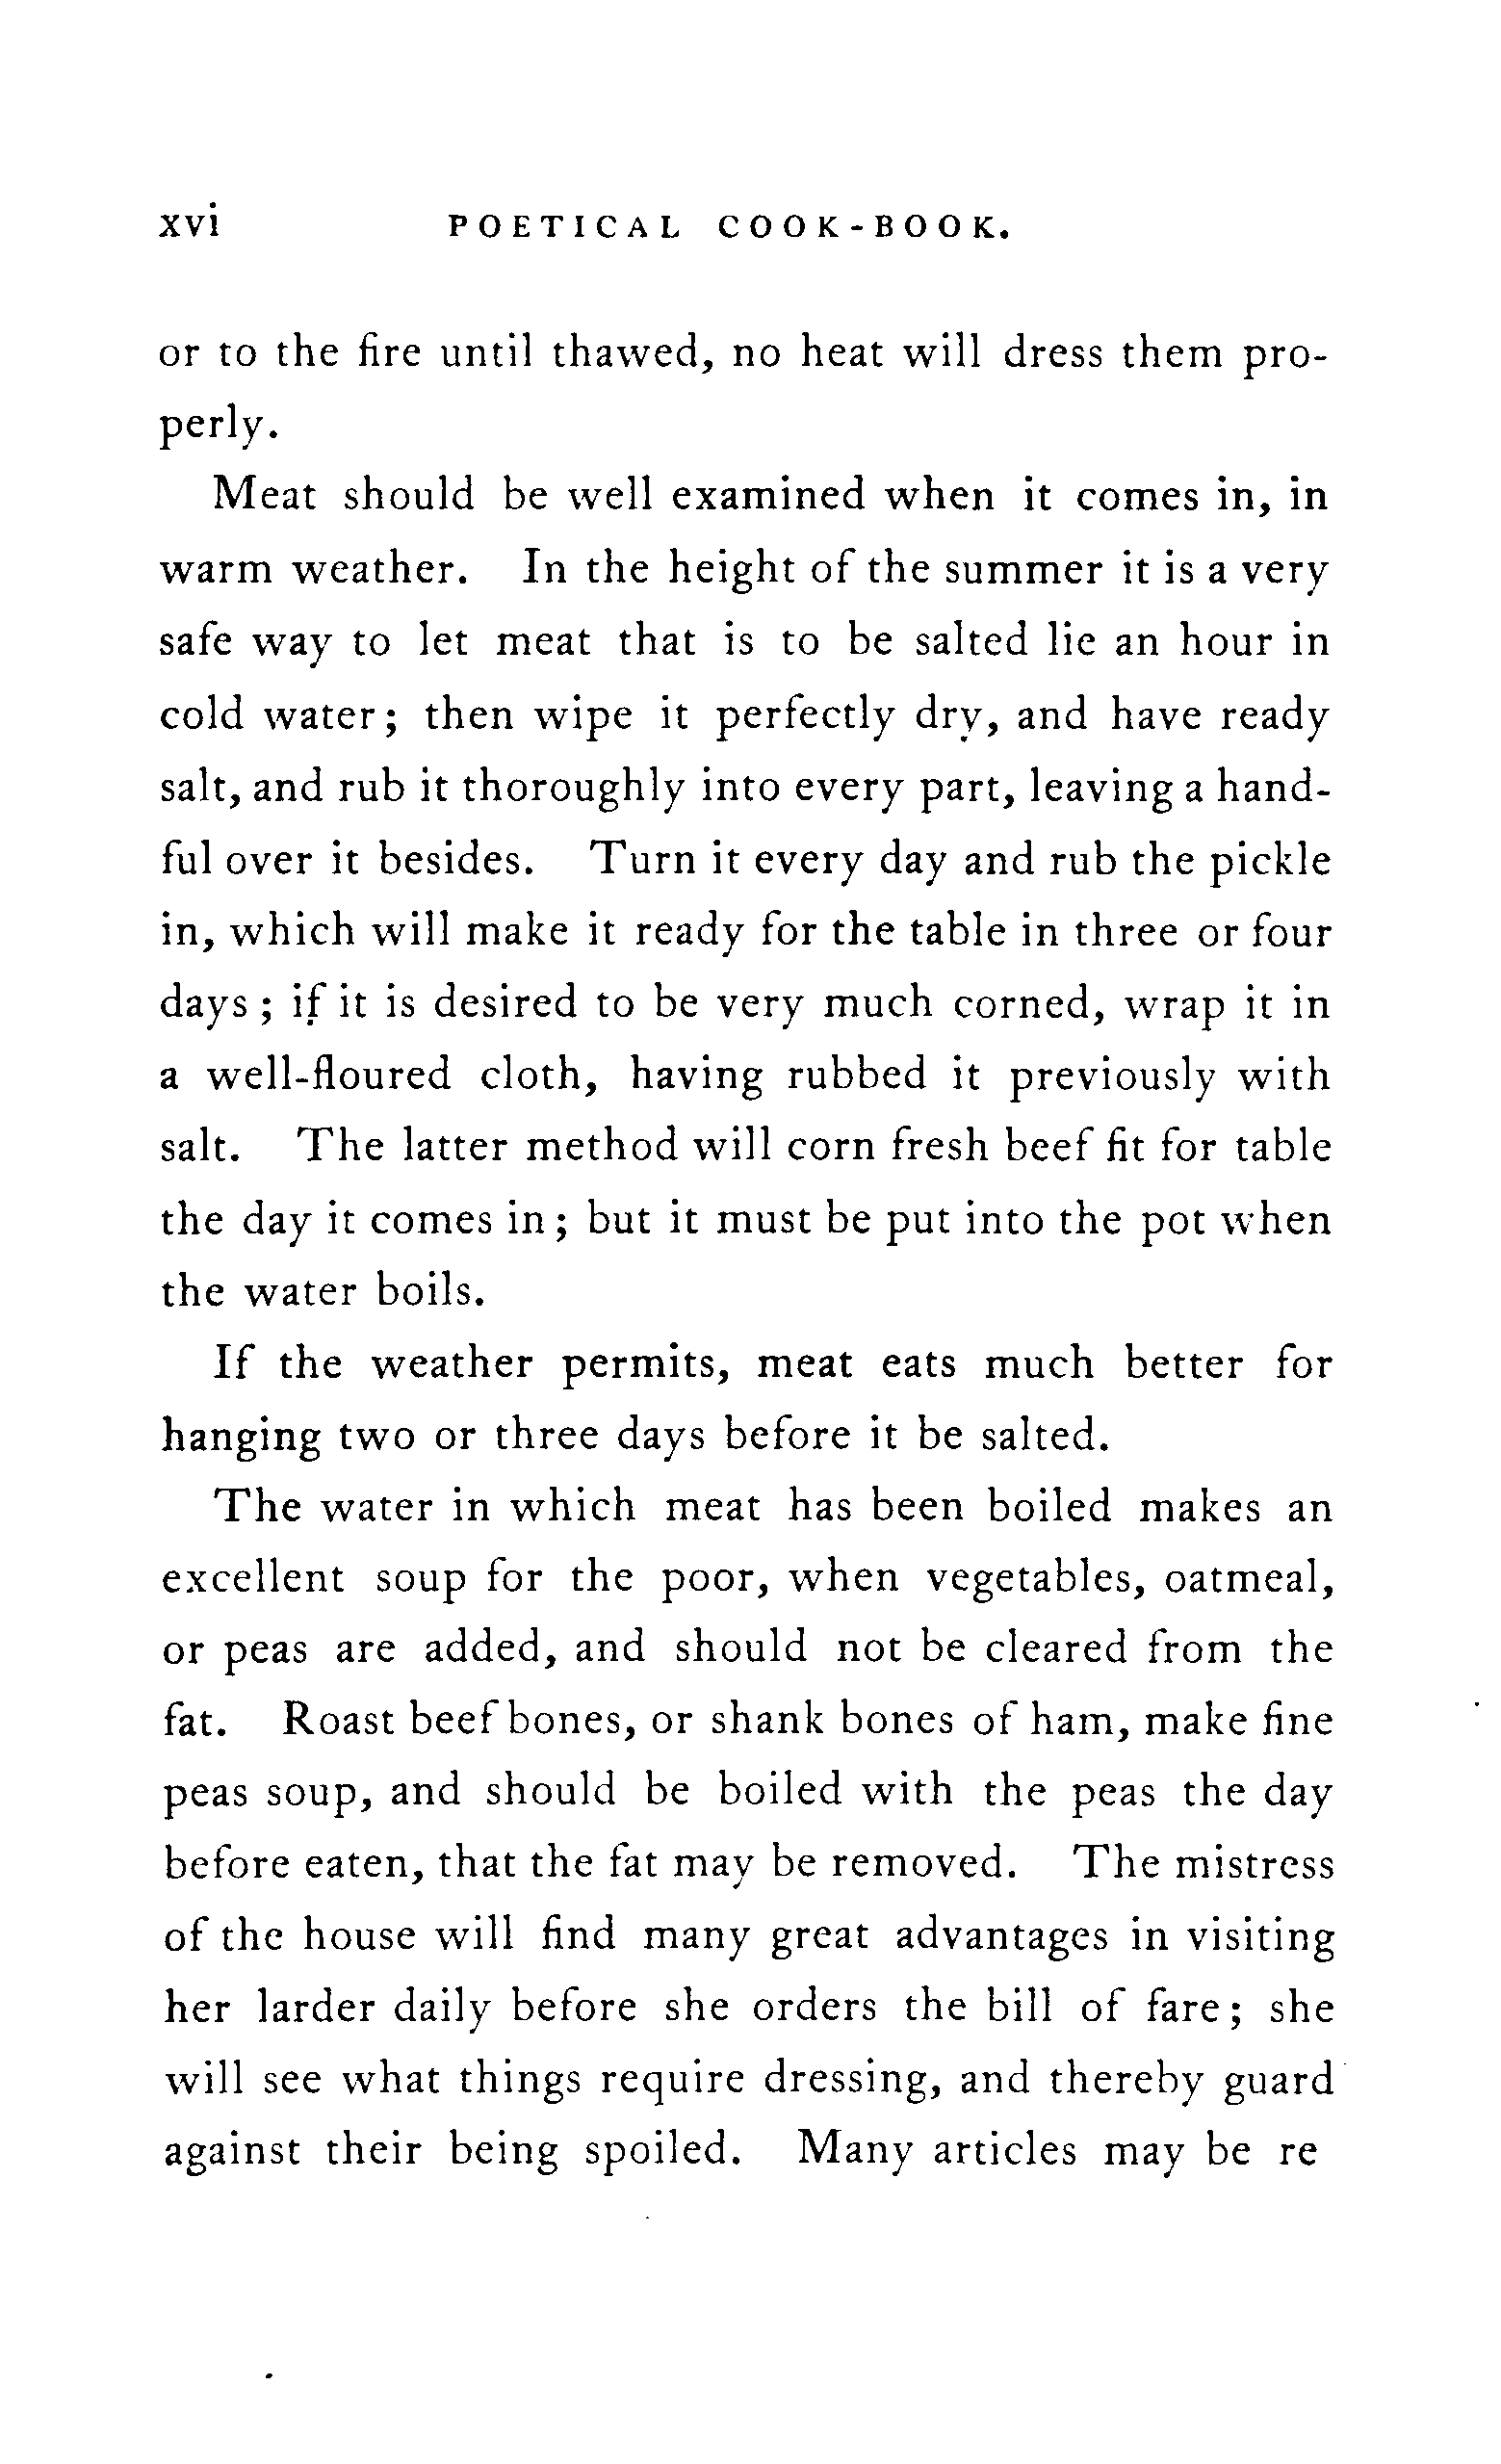 xvi POETICAL COOK-BOOK.
or to the fire until thawed, no heat will dress them pro-
perly.
Meat should be well examined when it comes in, in
warm weather. In the height of the summer it is a very
safe way to let meat that is to be salted lie an hour in
cold water; then wipe it perfectly dry, and have ready
salt, and rub it thoroughly into every part, leaving a hand-
ful over it besides. Turn it every day and rub the pickle
in, which will make it ready for the table in three or four
days; if it is desired to be very much corned, wrap it in
a well-floured cloth, having rubbed it previously with
salt. The latter method will corn fresh beef fit for table
the day it comes in; but it must be put into the pot when
the water boils.
If the weather permits, meat eats much better for
hanging two or three days before it be salted.
The water in which meat has been boiled makes an
excellent soup for the poor, when vegetables, oatmeal,
or peas are added, and should not be cleared from the
fat. Roast beef bones, or shank bones of ham, make fine
peas soup, and should be boiled with the peas the day
before eaten, that the fat may be removed. The mistress
of the house will find many great advantages in visiting
her larder daily before she orders the bill of fare; she
will see what things require dressing, and thereby guard
against their being spoiled. Many articles may be re